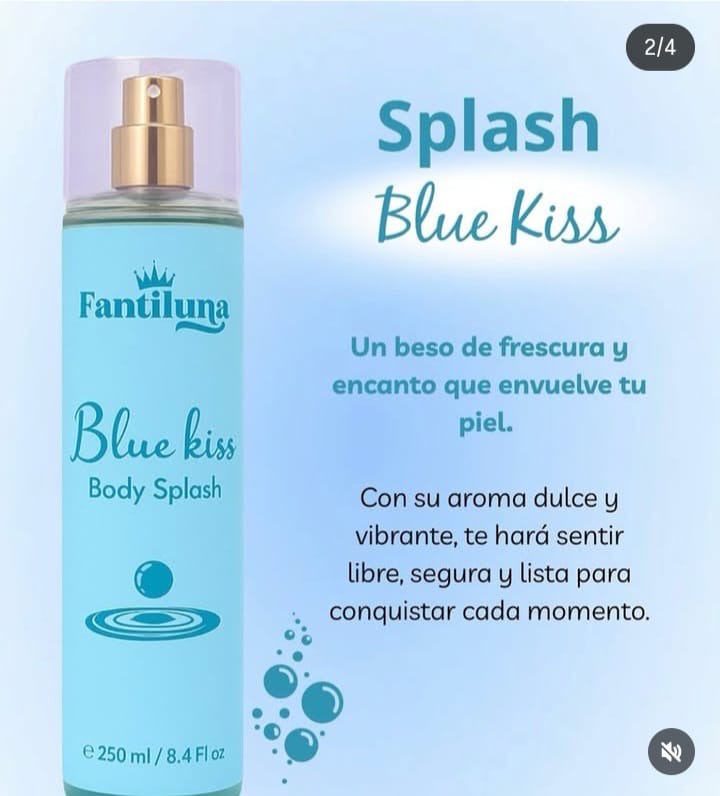 2/4
Splash
Blue Kiss
Fantiluna
Un beso de frescura y
encanto que envuelve tu
piel.
Blue kiss
Body Splash
Con su aroma dulce y
vibrante, te hará sentir
libre, segura y lista para
conquistar cada momento.
e 250 ml / 8.4 Fl oz